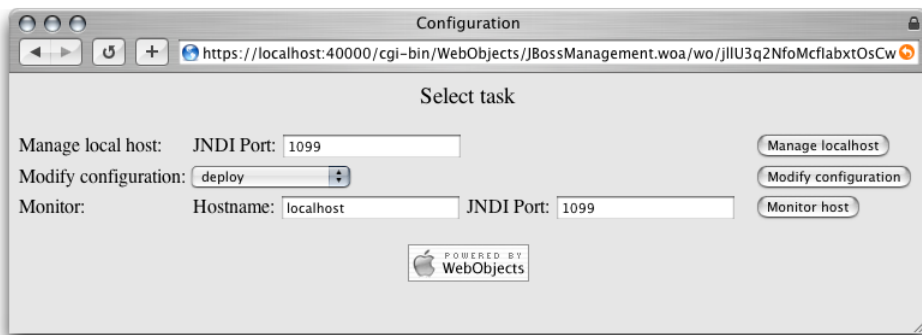 Configuration
https://localhost:40000/cgi-bin/WebObjects/JBossManagement.woa/wo/jllU3q2NfoMcflabxtOsCw
Select task
Manage local host: JNDI Port: 1099 Manage localhost
Modify configuration: deploy Modify configuration
Monitor: Hostname: localhost JNDI Port: 1099 Monitor host
POWERED BY
WebObjects